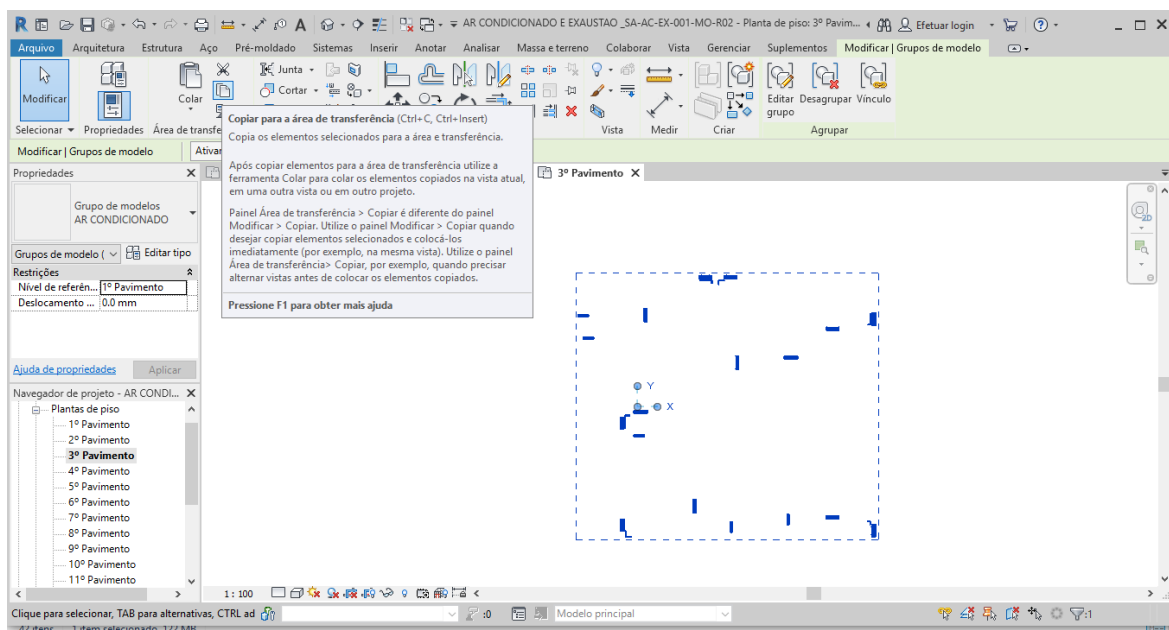 AR CONDICIONADO E EXAUSTAO _SA-AC-EX-001-MO-R02 - Planta de piso: 3º Pavim...
Efetuar login
Arquivo Arquitetura Estrutura Aço Pré-moldado Sistemas Inserir Anotar Analisar Massa e terreno Colaborar Vista Gerenciar Suplementos Modificar | Grupos de modelo
Modificar
Colar
Junta
Cortar
Editar grupo
Desagrupar
Vínculo
Selecionar Propriedades Área de transfe
Vista Medir Criar Agrupar
Modificar | Grupos de modelo
Ativar
Copiar para a área de transferência (Ctrl+C, Ctrl+Insert)
Copia os elementos selecionados para a área e transferência.
Após copiar elementos para a área de transferência utilize a
ferramenta Colar para colar os elementos copiados na vista atual,
em uma outra vista ou em outro projeto.
Painel Área de transferência > Copiar é diferente do painel
Modificar > Copiar. Utilize o painel Modificar > Copiar quando
desejar copiar elementos selecionados e colocá-los
imediatamente (por exemplo, na mesma vista). Utilize o painel
Área de transferência> Copiar, por exemplo, quando precisar
alternar vistas antes de colocar os elementos copiados.
Pressione F1 para obter mais ajuda
Propriedades
3º Pavimento
Grupo de modelos
AR CONDICIONADO
Grupos de modelo (
Editar tipo
Restrições
Nível de referên... 1º Pavimento
Deslocamento ... 0.0 mm
Ajuda de propriedades
Aplicar
Navegador de projeto - AR CONDI...
Plantas de piso
1º Pavimento
2º Pavimento
3º Pavimento
4º Pavimento
5º Pavimento
6º Pavimento
7º Pavimento
8º Pavimento
9º Pavimento
10º Pavimento
11º Pavimento
2D
Y
X
1 : 100
Clique para selecionar, TAB para alternativas, CTRL ad
:0
Modelo principal
:1